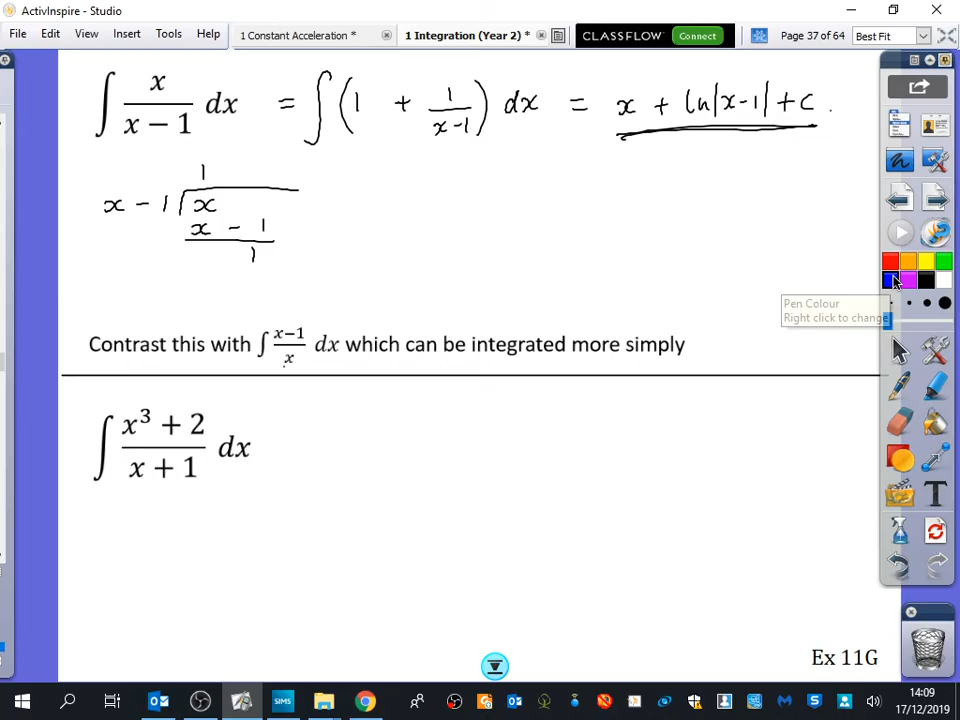 ActivInspire - Studio
File Edit View Insert Tools Help
1 Constant Acceleration *
1 Integration (Year 2) *
CLASSFLOW Connect
Page 37 of 64
Best Fit
∫ x/(x − 1) dx = ∫ (1 + 1/(x−1)) dx = x + ln|x−1| + c.
1
x − 1 x
x − 1
1
Pen Colour
Right click to change
Contrast this with ∫ (x−1)/x dx which can be integrated more simply
∫ (x³ + 2)/(x + 1) dx
T
Ex 11G
SIMS
14:09
17/12/2019